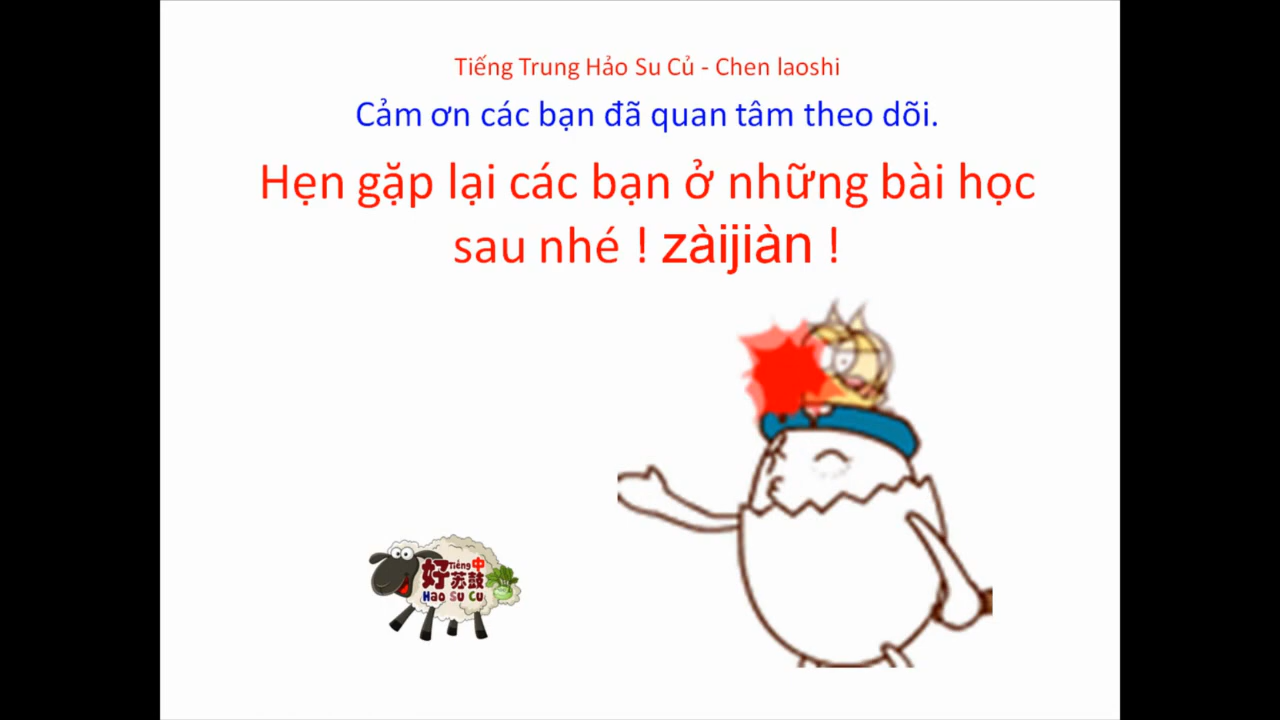 Tiếng Trung Hảo Su Củ - Chen laoshi
Cảm ơn các bạn đã quan tâm theo dõi.
Hẹn gặp lại các bạn ở những bài học
sau nhé ! zàijiàn !
好 Tiếng 中
苏鼓
Hao Su Cu